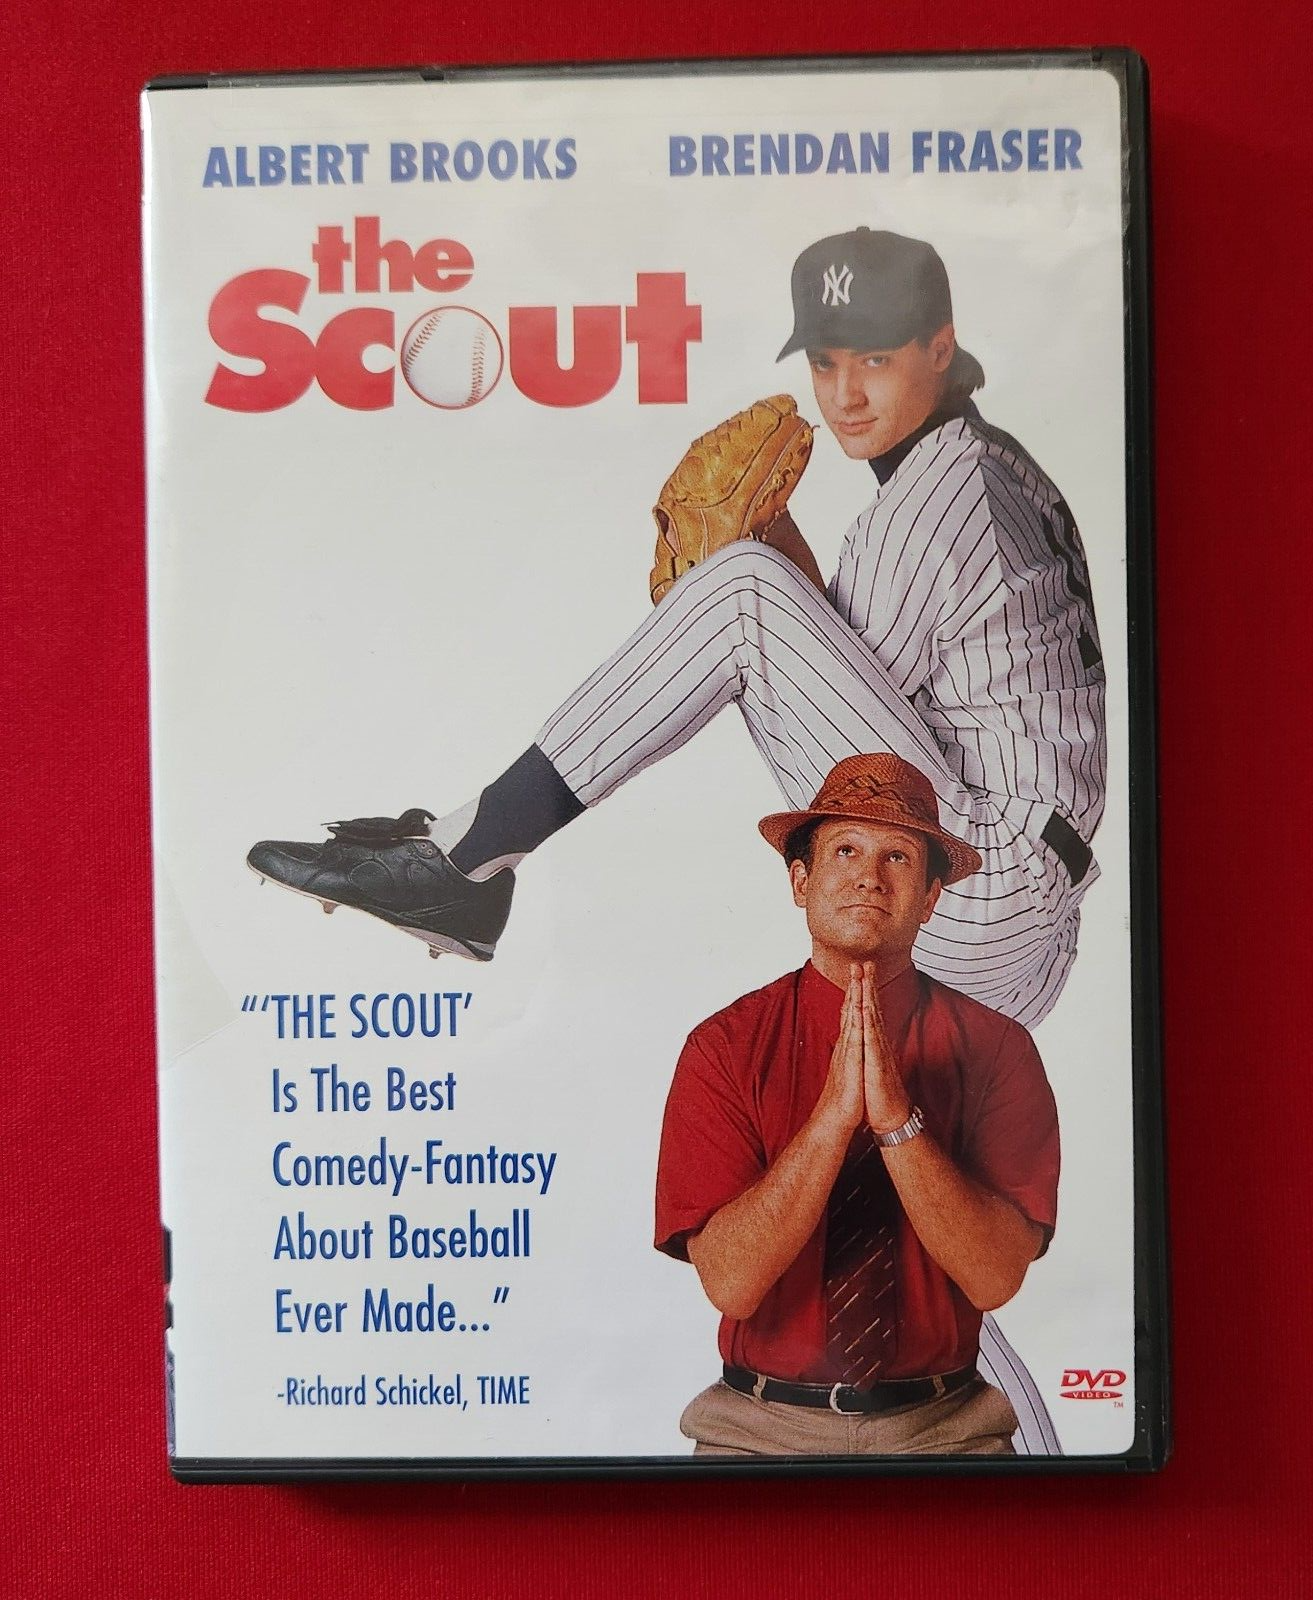 ALBERT BROOKS BRENDAN FRASER
the
Scout
NY
"'THE SCOUT'
Is The Best
Comedy-Fantasy
About Baseball
Ever Made..."
-Richard Schickel, TIME
DVD
VIDEO
TM